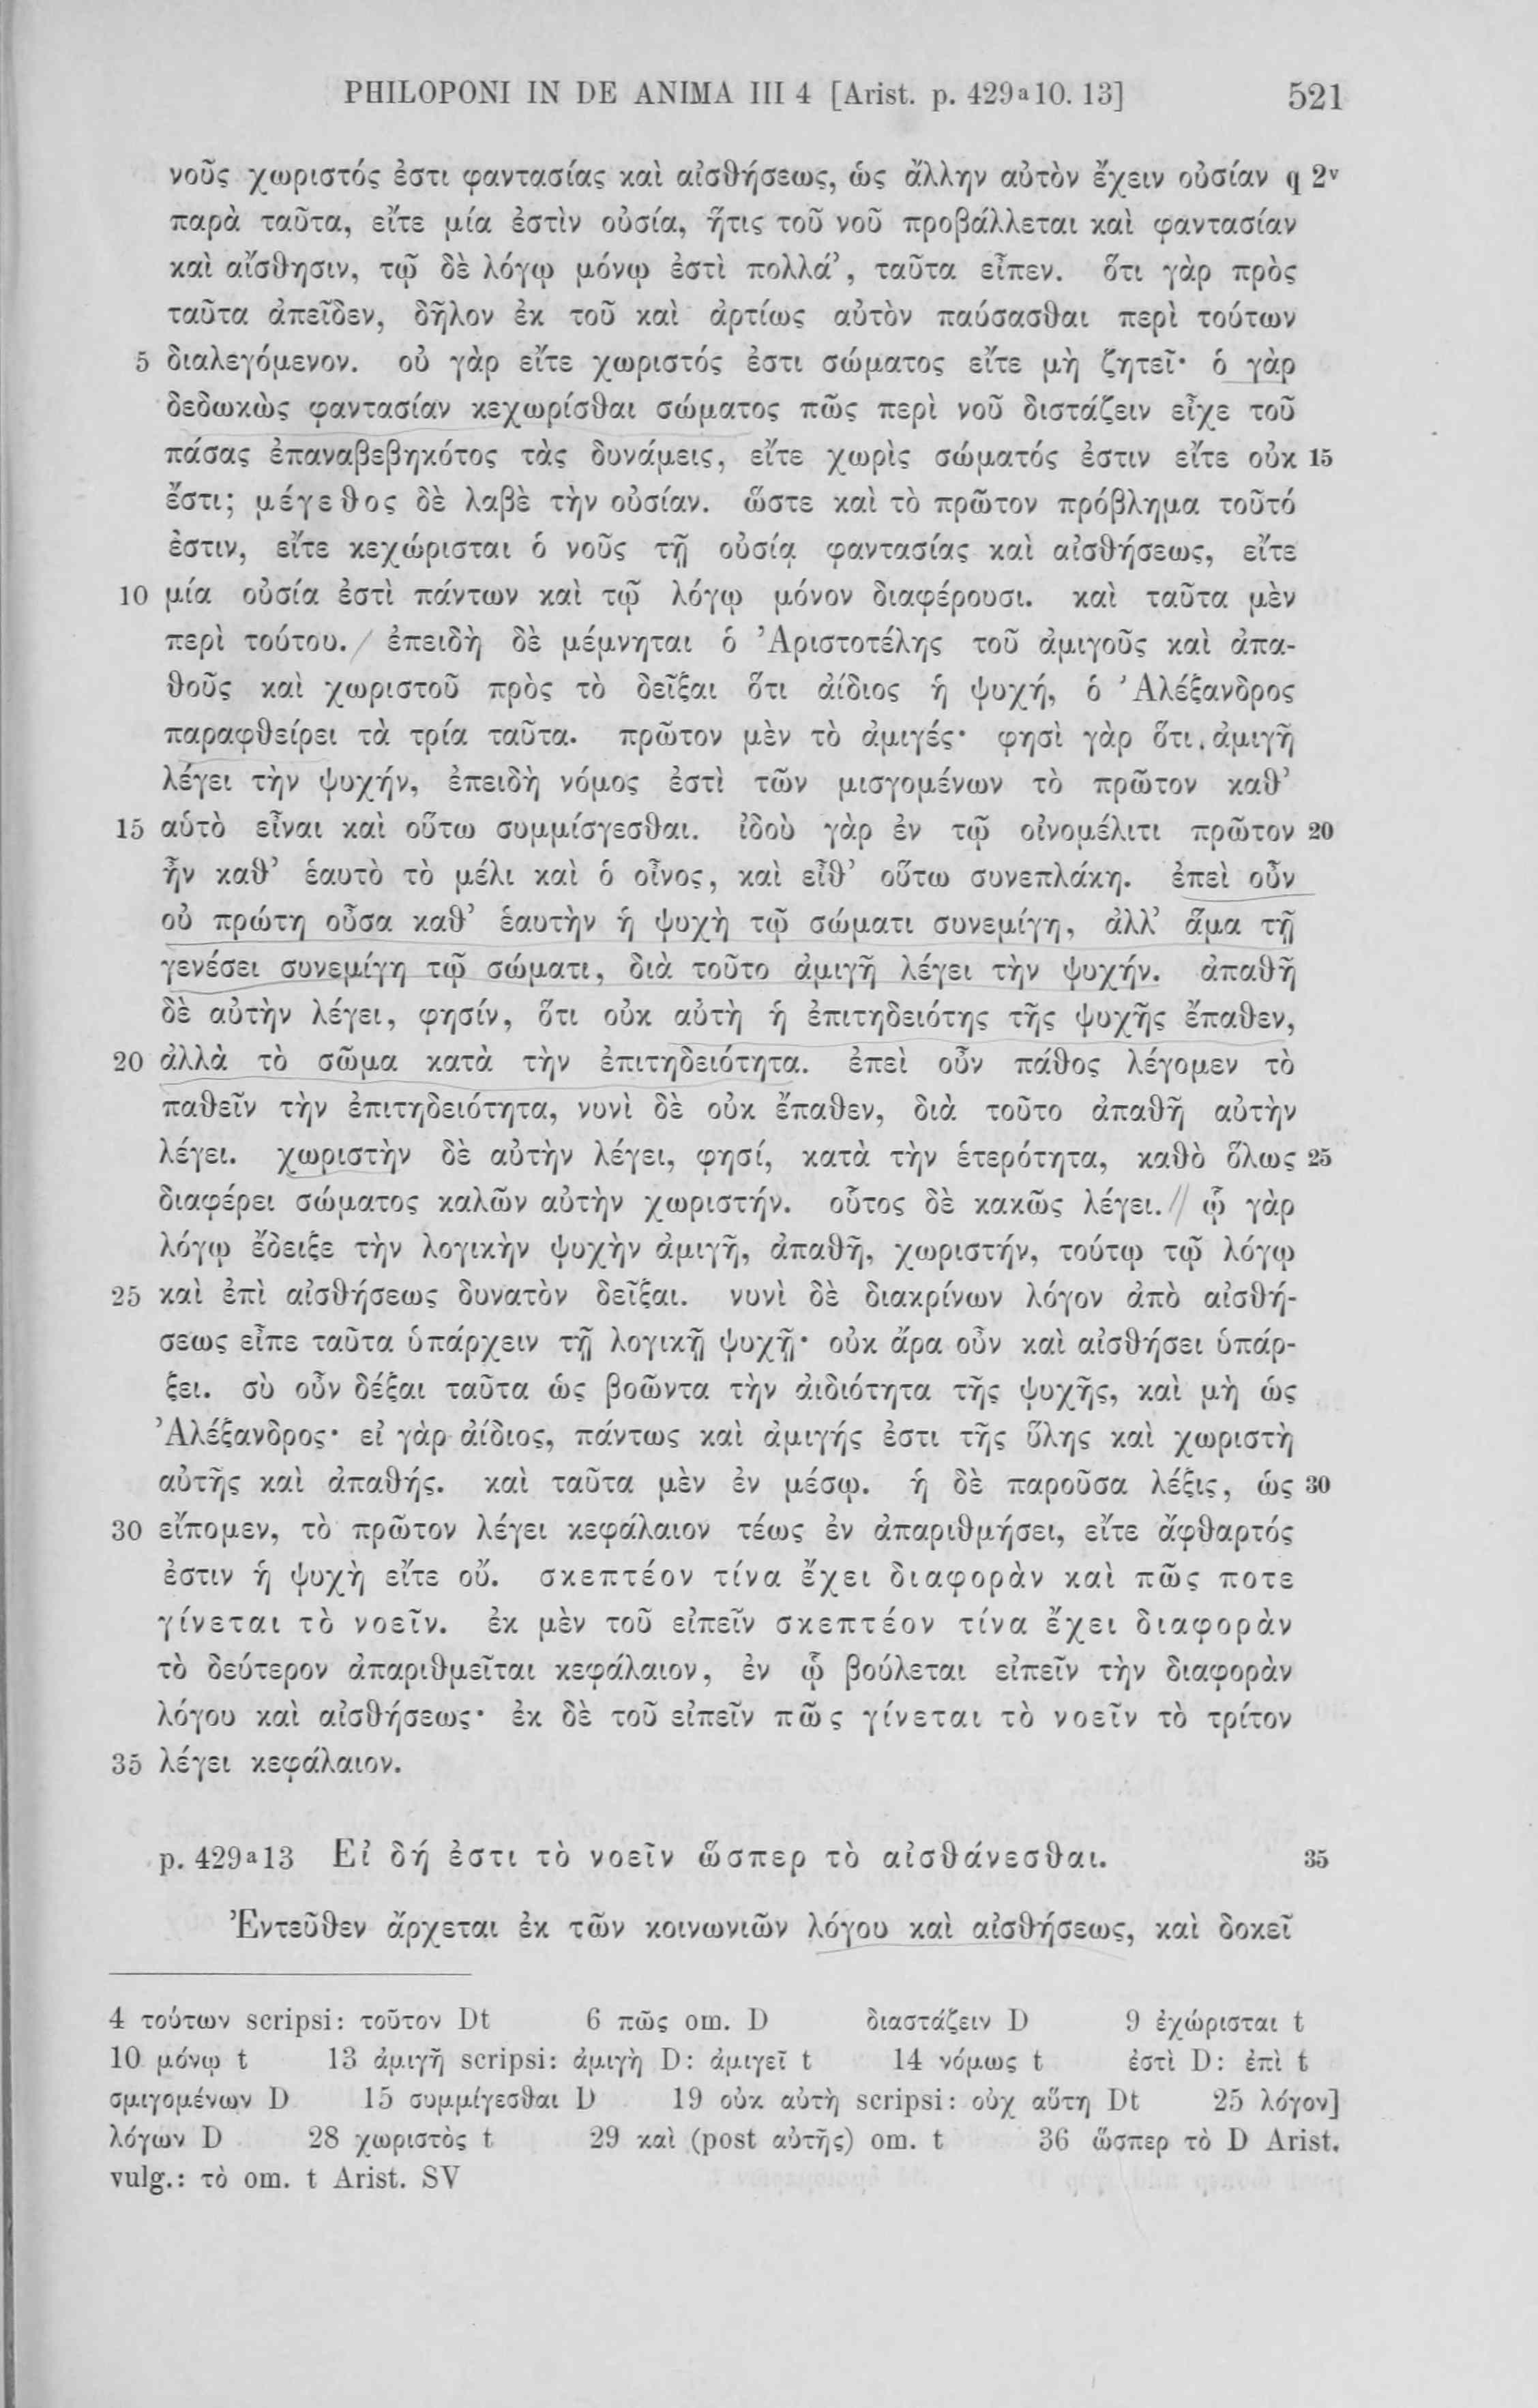 PHILOPONI IN DE ANIMA III 4 [Arist. p. 429ª10. 13] 521
νοῦς χωριστός ἐστι φαντασίας καὶ αἰσθήσεως, ὡς ἄλλην αὐτὸν ἔχειν οὐσίαν q 2ᵛ
παρὰ ταῦτα, εἴτε μία ἐστὶν οὐσία, ἥτις τοῦ νοῦ προβάλλεται καὶ φαντασίαν
καὶ αἴσθησιν, τῷ δὲ λόγῳ μόνῳ ἐστὶ πολλά’, ταῦτα εἶπεν. ὅτι γὰρ πρὸς
ταῦτα ἀπεῖδεν, δῆλον ἐκ τοῦ καὶ ἀρτίως αὐτὸν παύσασθαι περὶ τούτων
5 διαλεγόμενον. οὐ γὰρ εἴτε χωριστός ἐστι σώματος εἴτε μὴ ζητεῖ· ὁ γὰρ
δεδωκὼς φαντασίαν κεχωρίσθαι σώματος πῶς περὶ νοῦ διστάζειν εἶχε τοῦ
πάσας ἐπαναβεβηκότος τὰς δυνάμεις, εἴτε χωρὶς σώματός ἐστιν εἴτε οὐκ 15
ἔστι; μέγεθος δὲ λαβὲ τὴν οὐσίαν. ὥστε καὶ τὸ πρῶτον πρόβλημα τοῦτό
ἐστιν, εἴτε κεχώρισται ὁ νοῦς τῇ οὐσίᾳ φαντασίας καὶ αἰσθήσεως, εἴτε
10 μία οὐσία ἐστὶ πάντων καὶ τῷ λόγῳ μόνον διαφέρουσι. καὶ ταῦτα μὲν
περὶ τούτου. / ἐπειδὴ δὲ μέμνηται ὁ Ἀριστοτέλης τοῦ ἀμιγοῦς καὶ ἀπα-
θοῦς καὶ χωριστοῦ πρὸς τὸ δεῖξαι ὅτι ἀίδιος ἡ ψυχή, ὁ Ἀλέξανδρος
παραφθείρει τὰ τρία ταῦτα. πρῶτον μὲν τὸ ἀμιγές· φησὶ γὰρ ὅτι ἀμιγῆ
λέγει τὴν ψυχήν, ἐπειδὴ νόμος ἐστὶ τῶν μισγομένων τὸ πρῶτον καθ’
15 αὑτὸ εἶναι καὶ οὕτω συμμίσγεσθαι. ἰδοὺ γὰρ ἐν τῷ οἰνομέλιτι πρῶτον 20
ἦν καθ’ ἑαυτὸ τὸ μέλι καὶ ὁ οἶνος, καὶ εἶθ’ οὕτω συνεπλάκη. ἐπεὶ οὖν
οὐ πρώτη οὖσα καθ’ ἑαυτὴν ἡ ψυχὴ τῷ σώματι συνεμίγη, ἀλλ’ ἅμα τῇ
γενέσει συνεμίγη τῷ σώματι, διὰ τοῦτο ἀμιγῆ λέγει τὴν ψυχήν. ἀπαθῆ
δὲ αὐτὴν λέγει, φησίν, ὅτι οὐκ αὐτὴ ἡ ἐπιτηδειότης τῆς ψυχῆς ἔπαθεν,
20 ἀλλὰ τὸ σῶμα κατὰ τὴν ἐπιτηδειότητα. ἐπεὶ οὖν πάθος λέγομεν τὸ
παθεῖν τὴν ἐπιτηδειότητα, νυνὶ δὲ οὐκ ἔπαθεν, διὰ τοῦτο ἀπαθῆ αὐτὴν
λέγει. χωριστὴν δὲ αὐτὴν λέγει, φησί, κατὰ τὴν ἑτερότητα, καθὸ ὅλως 25
διαφέρει σώματος καλῶν αὐτὴν χωριστήν. οὗτος δὲ κακῶς λέγει. // ᾧ γὰρ
λόγῳ ἔδειξε τὴν λογικὴν ψυχὴν ἀμιγῆ, ἀπαθῆ, χωριστήν, τούτῳ τῷ λόγῳ
25 καὶ ἐπὶ αἰσθήσεως δυνατὸν δεῖξαι. νυνὶ δὲ διακρίνων λόγον ἀπὸ αἰσθή-
σεως εἶπε ταῦτα ὑπάρχειν τῇ λογικῇ ψυχῇ· οὐκ ἄρα οὖν καὶ αἰσθήσει ὑπάρ-
ξει. σὺ οὖν δέξαι ταῦτα ὡς βοῶντα τὴν ἀιδιότητα τῆς ψυχῆς, καὶ μὴ ὡς
Ἀλέξανδρος· εἰ γὰρ ἀίδιος, πάντως καὶ ἀμιγής ἐστι τῆς ὕλης καὶ χωριστὴ
αὐτῆς καὶ ἀπαθής. καὶ ταῦτα μὲν ἐν μέσῳ. ἡ δὲ παροῦσα λέξις, ὡς 30
30 εἴπομεν, τὸ πρῶτον λέγει κεφάλαιον τέως ἐν ἀπαριθμήσει, εἴτε ἄφθαρτός
ἐστιν ἡ ψυχὴ εἴτε οὔ. σκεπτέον τίνα ἔχει διαφορὰν καὶ πῶς ποτε
γίνεται τὸ νοεῖν. ἐκ μὲν τοῦ εἰπεῖν σκεπτέον τίνα ἔχει διαφορὰν
τὸ δεύτερον ἀπαριθμεῖται κεφάλαιον, ἐν ᾧ βούλεται εἰπεῖν τὴν διαφορὰν
λόγου καὶ αἰσθήσεως· ἐκ δὲ τοῦ εἰπεῖν πῶς γίνεται τὸ νοεῖν τὸ τρίτον
35 λέγει κεφάλαιον.
p. 429ª13 Εἰ δή ἐστι τὸ νοεῖν ὥσπερ τὸ αἰσθάνεσθαι. 35
Ἐντεῦθεν ἄρχεται ἐκ τῶν κοινωνιῶν λόγου καὶ αἰσθήσεως, καὶ δοκεῖ
4 τούτων scripsi: τοῦτον Dt 6 πῶς om. D διαστάζειν D 9 ἐχώρισται t
10 μόνῳ t 13 ἀμιγῆ scripsi: ἀμιγὴ D: ἀμιγεῖ t 14 νόμως t ἐστὶ D: ἐπὶ t
σμιγομένων D 15 συμμίγεσθαι D 19 οὐκ αὐτὴ scripsi: οὐχ αὕτη Dt 25 λόγον]
λόγων D 28 χωριστὸς t 29 καὶ (post αὐτῆς) om. t 36 ὥσπερ τὸ D Arist.
vulg.: τὸ om. t Arist. SV